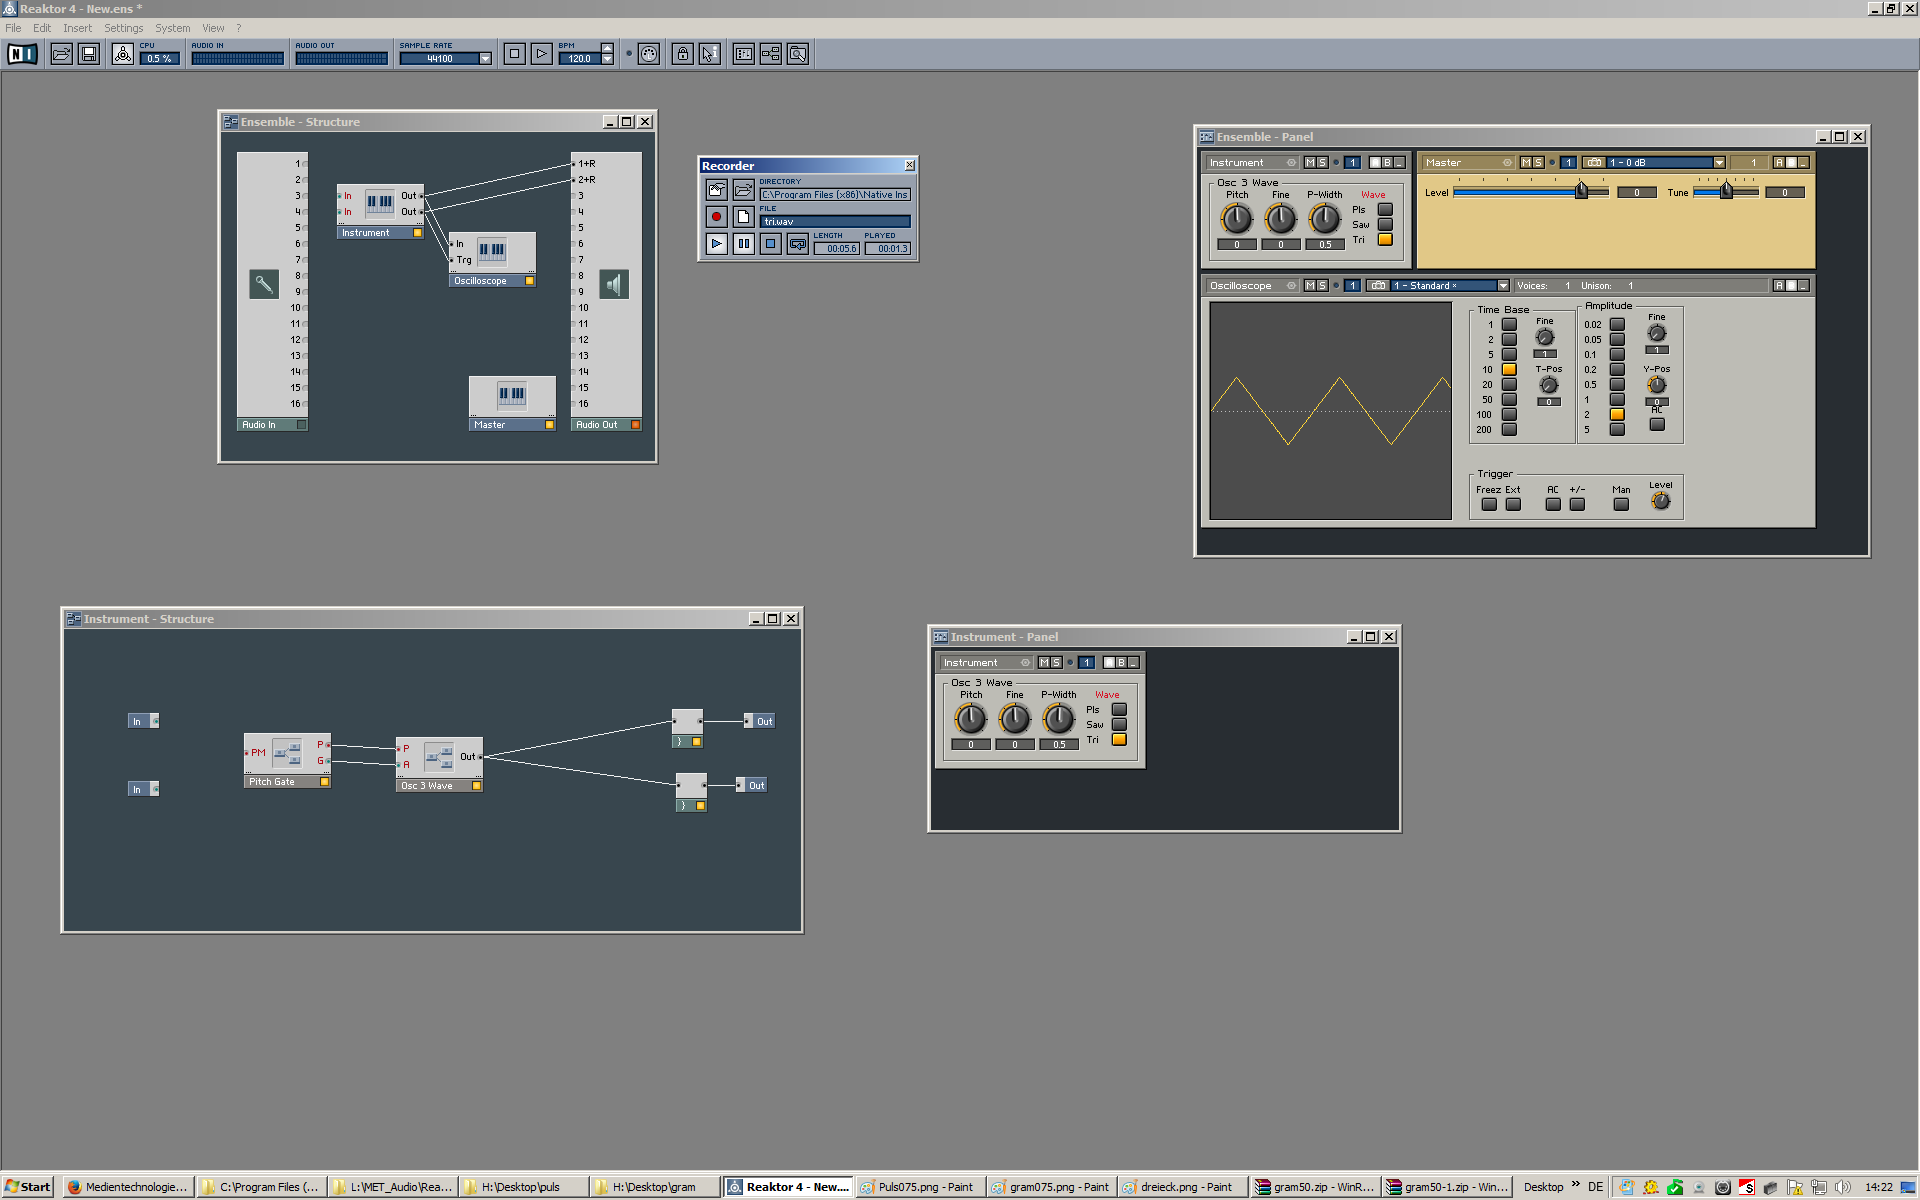 Reaktor 4 - New.ens *
File Edit Insert Settings System View ?
NI CPU 0.5 % AUDIO IN AUDIO OUT SAMPLE RATE 44100 BPM 120.0
Ensemble - Structure
1 1+R
2 2+R
3 3
4 4
5 5
6 6
7 7
8 8
9 9
10 10
11 11
12 12
13 13
14 14
15 15
16 16
In Out
In Out
Instrument
In
Trg
Oscilloscope
Master
Audio In
Audio Out
Recorder
DIRECTORY
C:\Program Files (x86)\Native Ins
FILE
tri.wav
LENGTH PLAYED
00:05.6 00:01.3
Ensemble - Panel
Instrument M S 1 B _
Osc 3 Wave
Pitch Fine P-Width Wave
Pls
Saw
Tri
0 0 0.5
Master M S 1 1 - 0 dB 1 A _
Level 0 Tune 0
Oscilloscope M S 1 1 - Standard * Voices: 1 Unison: 1 A _
Time Base
1
2
5
10
20
50
100
200
Fine
1
T-Pos
0
Amplitude
0.02
0.05
0.1
0.2
0.5
1
2
5
Fine
1
Y-Pos
0
AC
Trigger
Freez Ext AC +/- Man Level
Instrument - Structure
In
In
PM P
G
Pitch Gate
P Out
A
Osc 3 Wave
}
Out
}
Out
Instrument - Panel
Instrument M S 1 B _
Osc 3 Wave
Pitch Fine P-Width Wave
Pls
Saw
Tri
0 0 0.5
Start Medientechnologie... C:\Program Files (... L:\MET_Audio\Rea... H:\Desktop\puls H:\Desktop\gram Reaktor 4 - New.... Puls075.png - Paint gram075.png - Paint dreieck.png - Paint gram50.zip - WinR... gram50-1.zip - Win... Desktop » DE 14:22